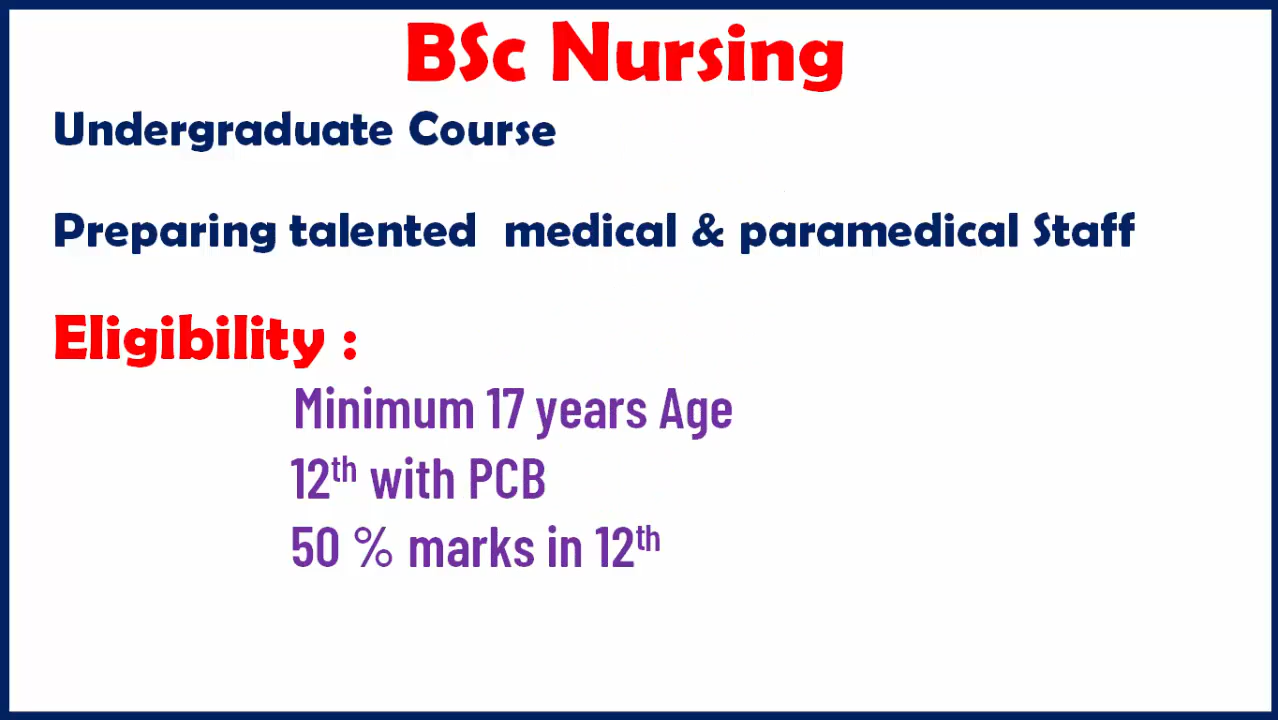 BSc Nursing
Undergraduate Course
Preparing talented medical & paramedical Staff
Eligibility :
Minimum 17 years Age
12th with PCB
50 % marks in 12th